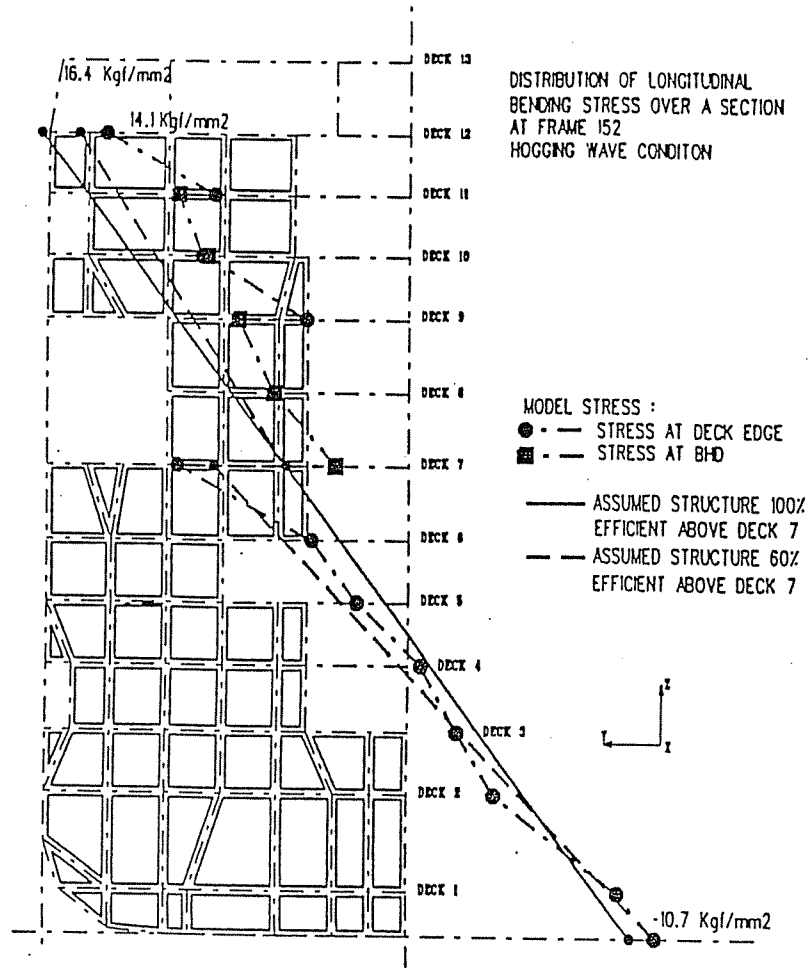 DECK 13
16.4 Kgf/mm2
DISTRIBUTION OF LONGITUDINAL
BENDING STRESS OVER A SECTION
AT FRAME 152
HOGGING WAVE CONDITON
14.1 Kgf/mm2
DECK 12
DECK 11
DECK 10
DECK 9
DECK 8
MODEL STRESS :
STRESS AT DECK EDGE
STRESS AT BHD
DECK 7
ASSUMED STRUCTURE 100%
EFFICIENT ABOVE DECK 7
ASSUMED STRUCTURE 60%
EFFICIENT ABOVE DECK 7
DECK 6
DECK 5
DECK 4
DECK 3
Z
Y
X
DECK 2
DECK 1
-10.7 Kgf/mm2